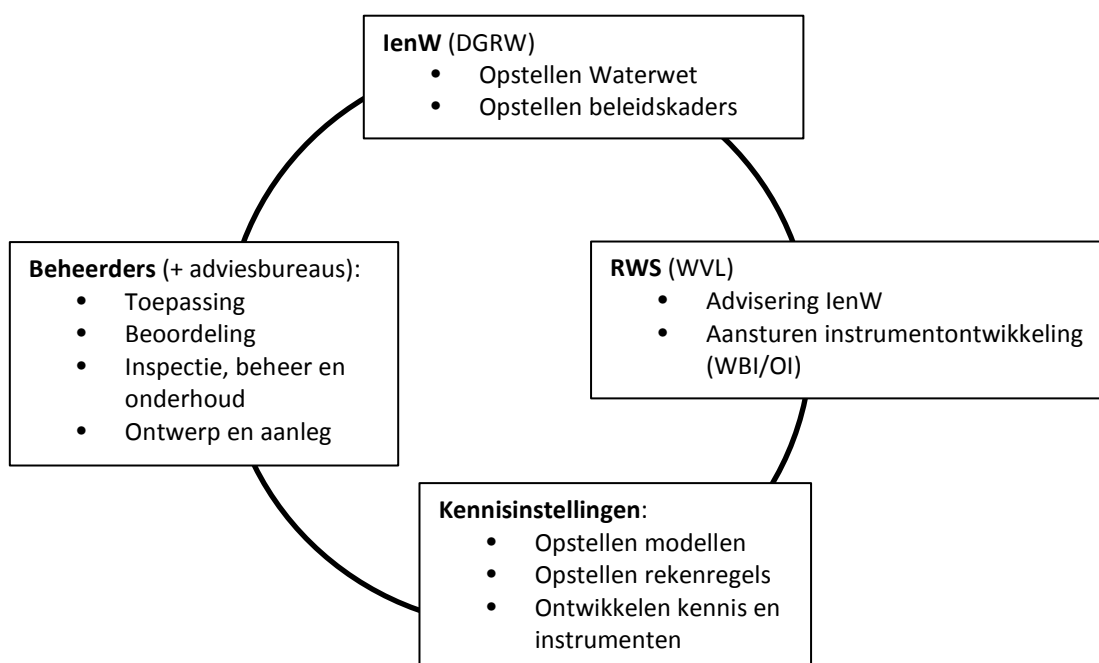 IenW (DGRW)
• Opstellen Waterwet
• Opstellen beleidskaders
Beheerders (+ adviesbureaus):
• Toepassing
• Beoordeling
• Inspectie, beheer en
onderhoud
• Ontwerp en aanleg
RWS (WVL)
• Advisering IenW
• Aansturen instrumentontwikkeling
(WBI/OI)
Kennisinstellingen:
• Opstellen modellen
• Opstellen rekenregels
• Ontwikkelen kennis en
instrumenten